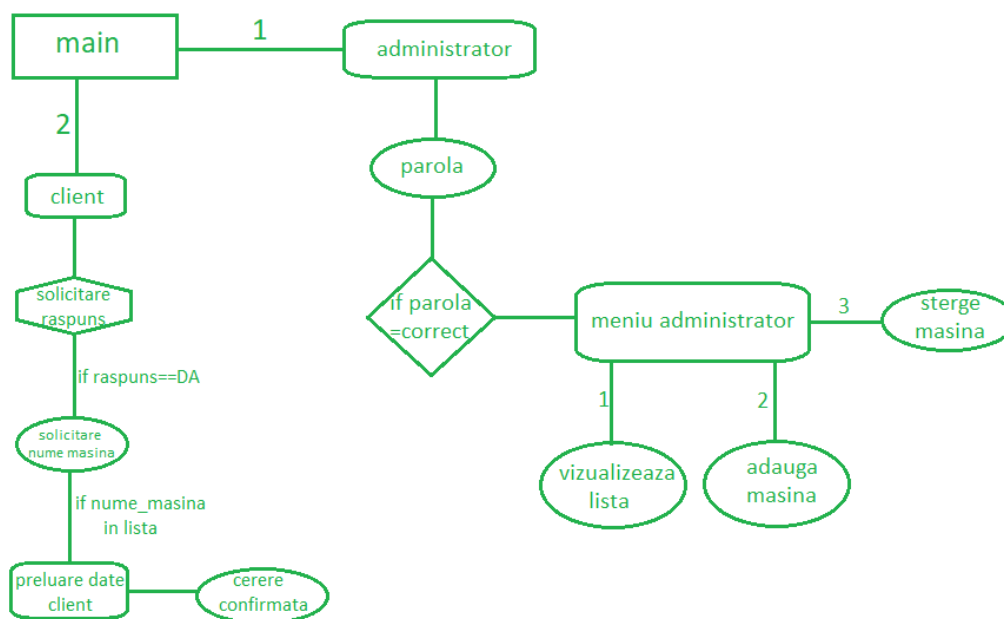 main
1
administrator
2
parola
client
solicitare
raspuns
if parola
=correct
meniu administrator
3
sterge
masina
if raspuns==DA
1
2
solicitare
nume masina
vizualizeaza
lista
adauga
masina
if nume_masina
in lista
preluare date
client
cerere
confirmata